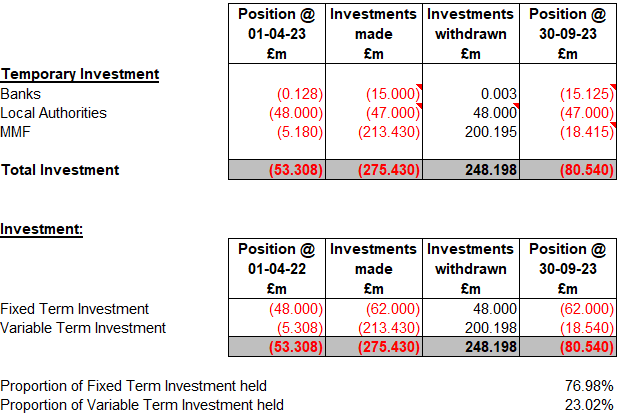 Position @ Investments Investments Position @
01-04-23 made withdrawn 30-09-23
£m £m £m £m
Temporary Investment
Banks (0.128) (15.000) 0.003 (15.125)
Local Authorities (48.000) (47.000) 48.000 (47.000)
MMF (5.180) (213.430) 200.195 (18.415)
Total Investment (53.308) (275.430) 248.198 (80.540)
Investment:
Position @ Investments Investments Position @
01-04-22 made withdrawn 30-09-23
£m £m £m £m
Fixed Term Investment (48.000) (62.000) 48.000 (62.000)
Variable Term Investment (5.308) (213.430) 200.198 (18.540)
(53.308) (275.430) 248.198 (80.540)
Proportion of Fixed Term Investment held 76.98%
Proportion of Variable Term Investment held 23.02%